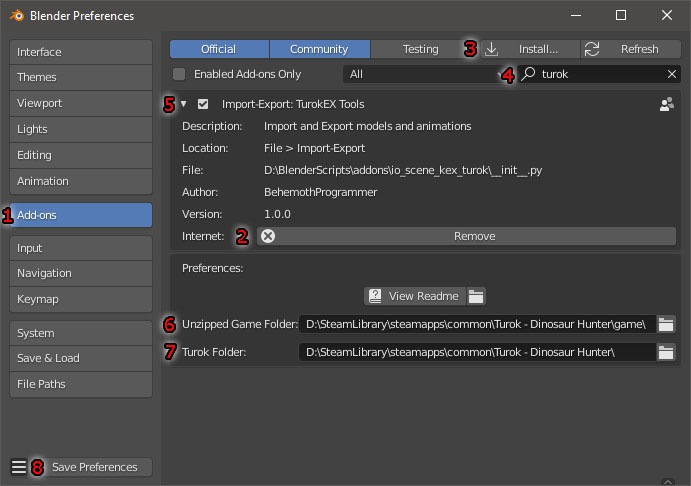 Blender Preferences
Interface
Themes
Viewport
Lights
Editing
Animation
1 Add-ons
Input
Navigation
Keymap
System
Save & Load
File Paths
8 Save Preferences
Official Community Testing 3 Install... Refresh
Enabled Add-ons Only All 4 turok
5 Import-Export: TurokEX Tools
Description: Import and Export models and animations
Location: File > Import-Export
File: D:\BlenderScripts\addons\io_scene_kex_turok\__init__.py
Author: BehemothProgrammer
Version: 1.0.0
Internet: 2 Remove
Preferences:
View Readme
6 Unzipped Game Folder: D:\SteamLibrary\steamapps\common\Turok - Dinosaur Hunter\game\
7 Turok Folder: D:\SteamLibrary\steamapps\common\Turok - Dinosaur Hunter\